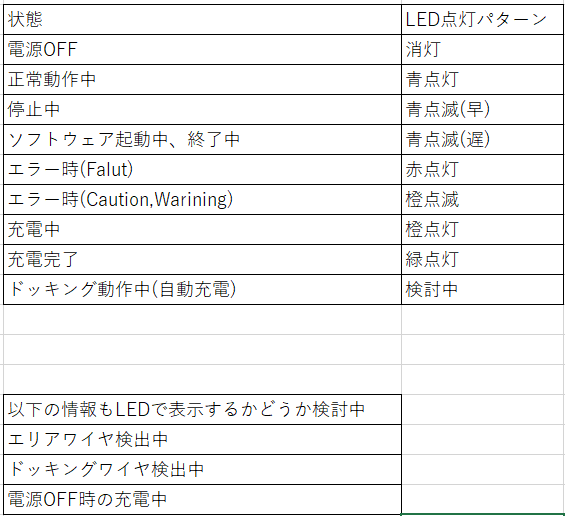 状態 LED点灯パターン
電源OFF 消灯
正常動作中 青点灯
停止中 青点滅(早)
ソフトウェア起動中、終了中 青点滅(遅)
エラー時(Falut) 赤点灯
エラー時(Caution,Warining) 橙点滅
充電中 橙点灯
充電完了 緑点灯
ドッキング動作中(自動充電) 検討中
以下の情報もLEDで表示するかどうか検討中
エリアワイヤ検出中
ドッキングワイヤ検出中
電源OFF時の充電中